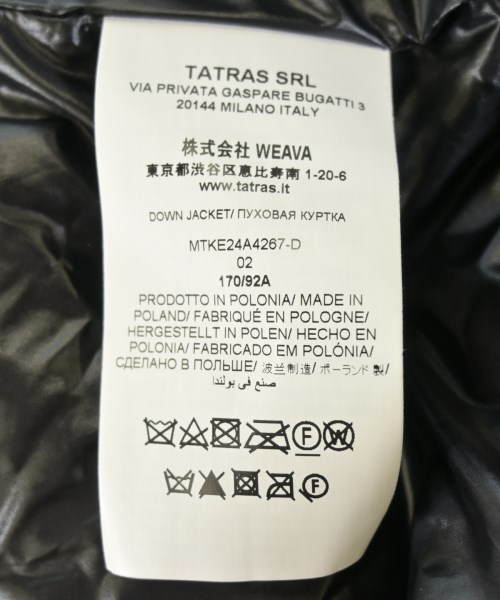 TATRAS SRL
VIA PRIVATA GASPARE BUGATTI 3
20144 MILANO ITALY
株式会社 WEAVA
東京都渋谷区恵比寿南 1-20-6
www.tatras.it
DOWN JACKET/ ПУХОВАЯ КУРТКА
MTKE24A4267-D
02
170/92A
PRODOTTO IN POLONIA/ MADE IN
POLAND/ FABRIQUÉ EN POLOGNE/
HERGESTELLT IN POLEN/ HECHO EN
POLONIA/ FABRICADO EM POLÓNIA/
СДЕЛАНО В ПОЛЬШЕ/ 波兰制造/ ポーランド 製/
صنع في بولندا
F W
F